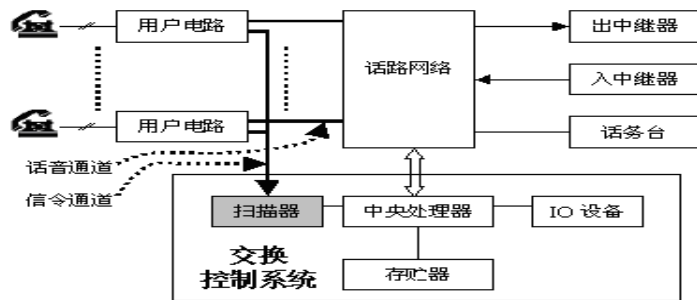 用户电路
出中继器
话路网络
入中继器
用户电路
话务台
话音通道
信令通道
扫描器
中央处理器
IO 设备
交换
控制系统
存贮器